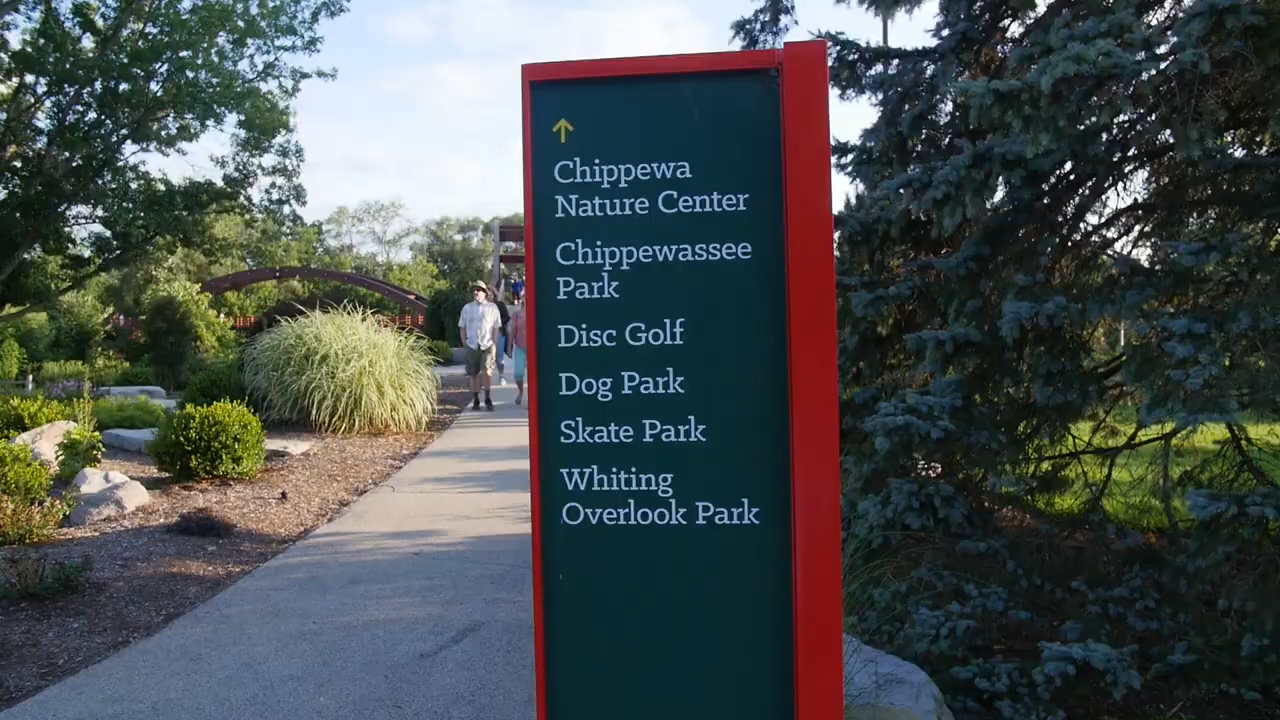 Chippewa
Nature Center
Chippewassee
Park
Disc Golf
Dog Park
Skate Park
Whiting
Overlook Park